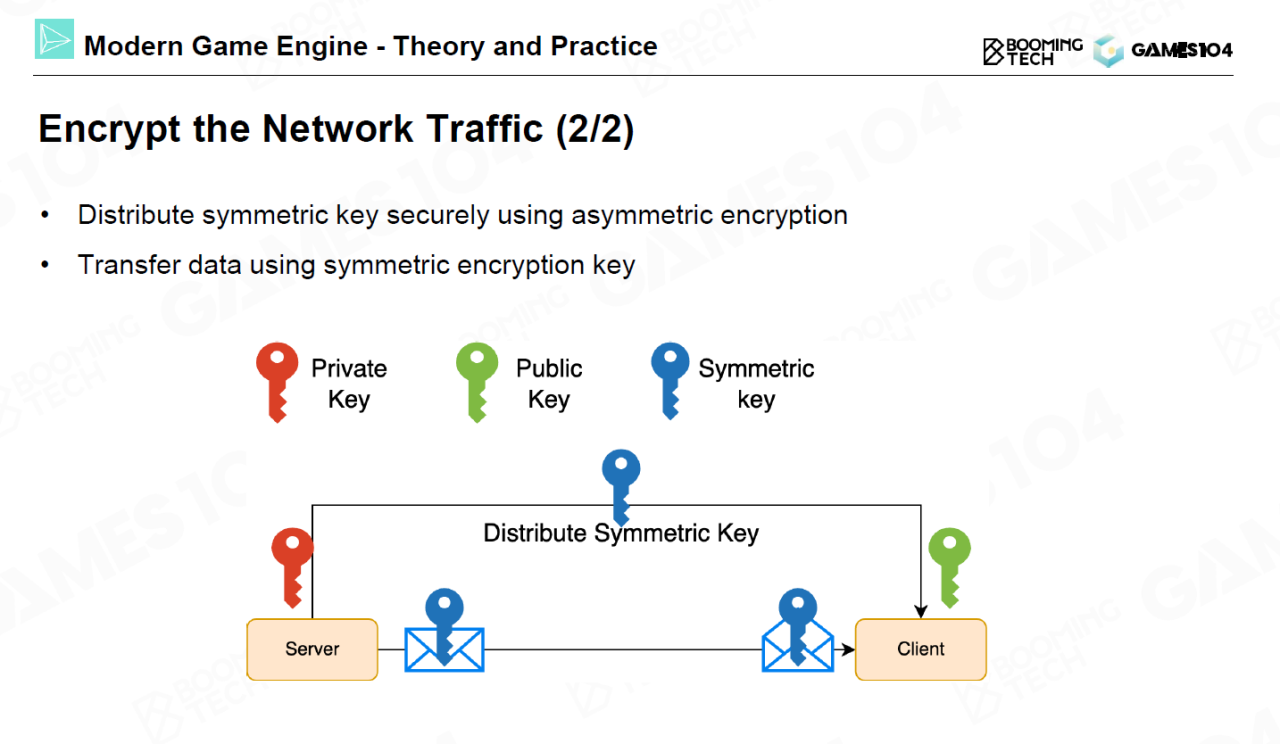 Modern Game Engine - Theory and Practice
BOOMING
TECH
GAMES104
Encrypt the Network Traffic (2/2)
• Distribute symmetric key securely using asymmetric encryption
• Transfer data using symmetric encryption key
Private
Key
Public
Key
Symmetric
key
Distribute Symmetric Key
Server
Client